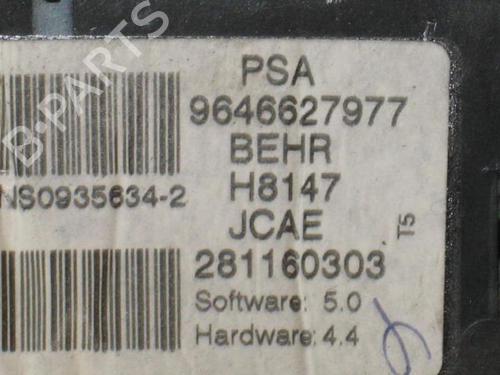 B-PARTS
PSA
9646627977
BEHR
NS0935634-2
H8147
JCAE
T5
281160303
Software: 5.0
Hardware: 4.4